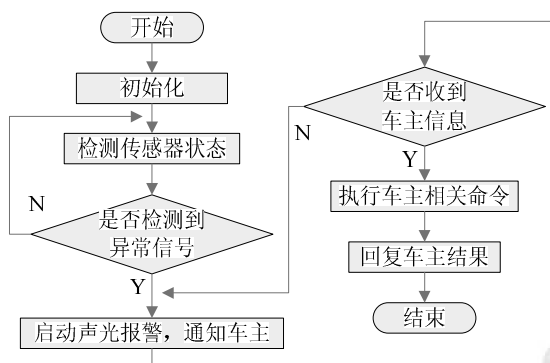 开始
初始化
检测传感器状态
N
是否检测到
异常信号
Y
启动声光报警，通知车主
是否收到
车主信息
N
Y
执行车主相关命令
回复车主结果
结束